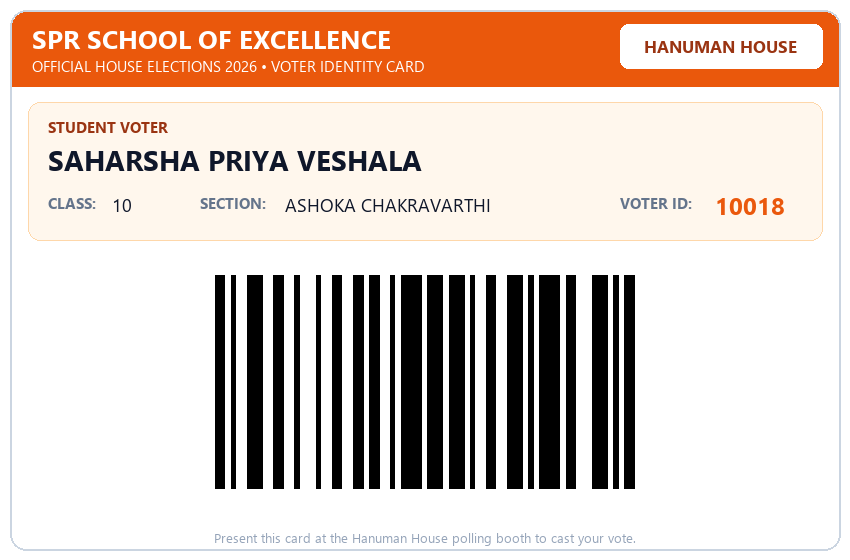 SPR SCHOOL OF EXCELLENCE
OFFICIAL HOUSE ELECTIONS 2026 • VOTER IDENTITY CARD
HANUMAN HOUSE
STUDENT VOTER
SAHARSHA PRIYA VESHALA
CLASS: 10 SECTION: ASHOKA CHAKRAVARTHI VOTER ID: 10018
Present this card at the Hanuman House polling booth to cast your vote.